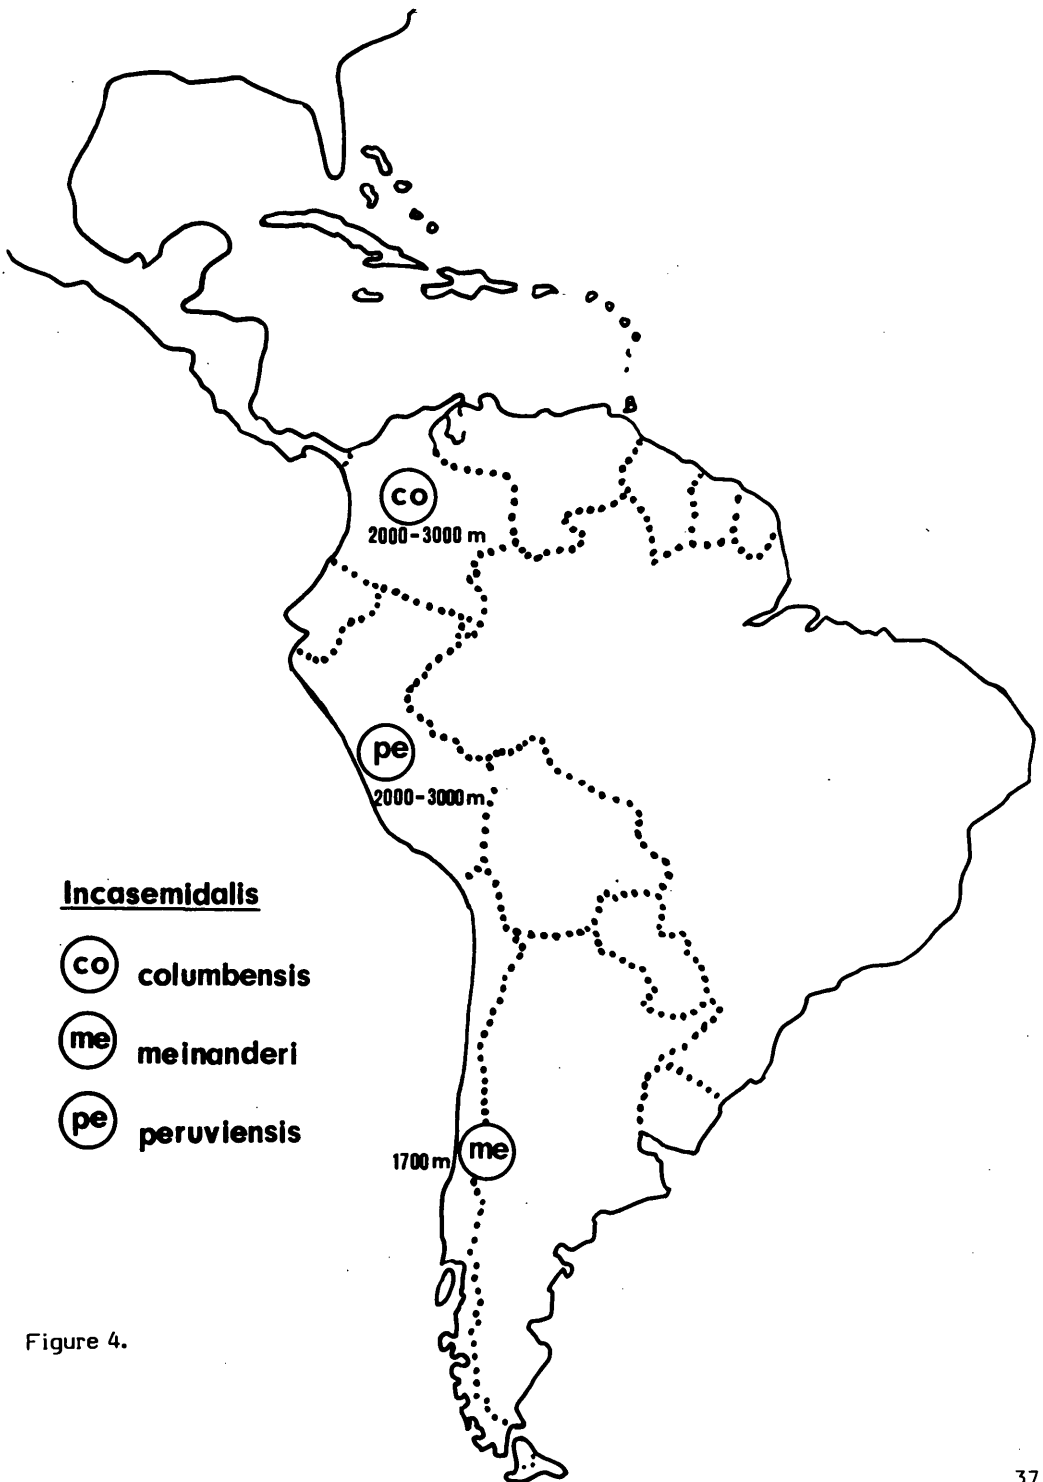 co
2000-3000 m
pe
2000-3000 m
Incasemidalis
co columbensis
me meinanderi
pe peruviensis
1700 m me
Figure 4.
37